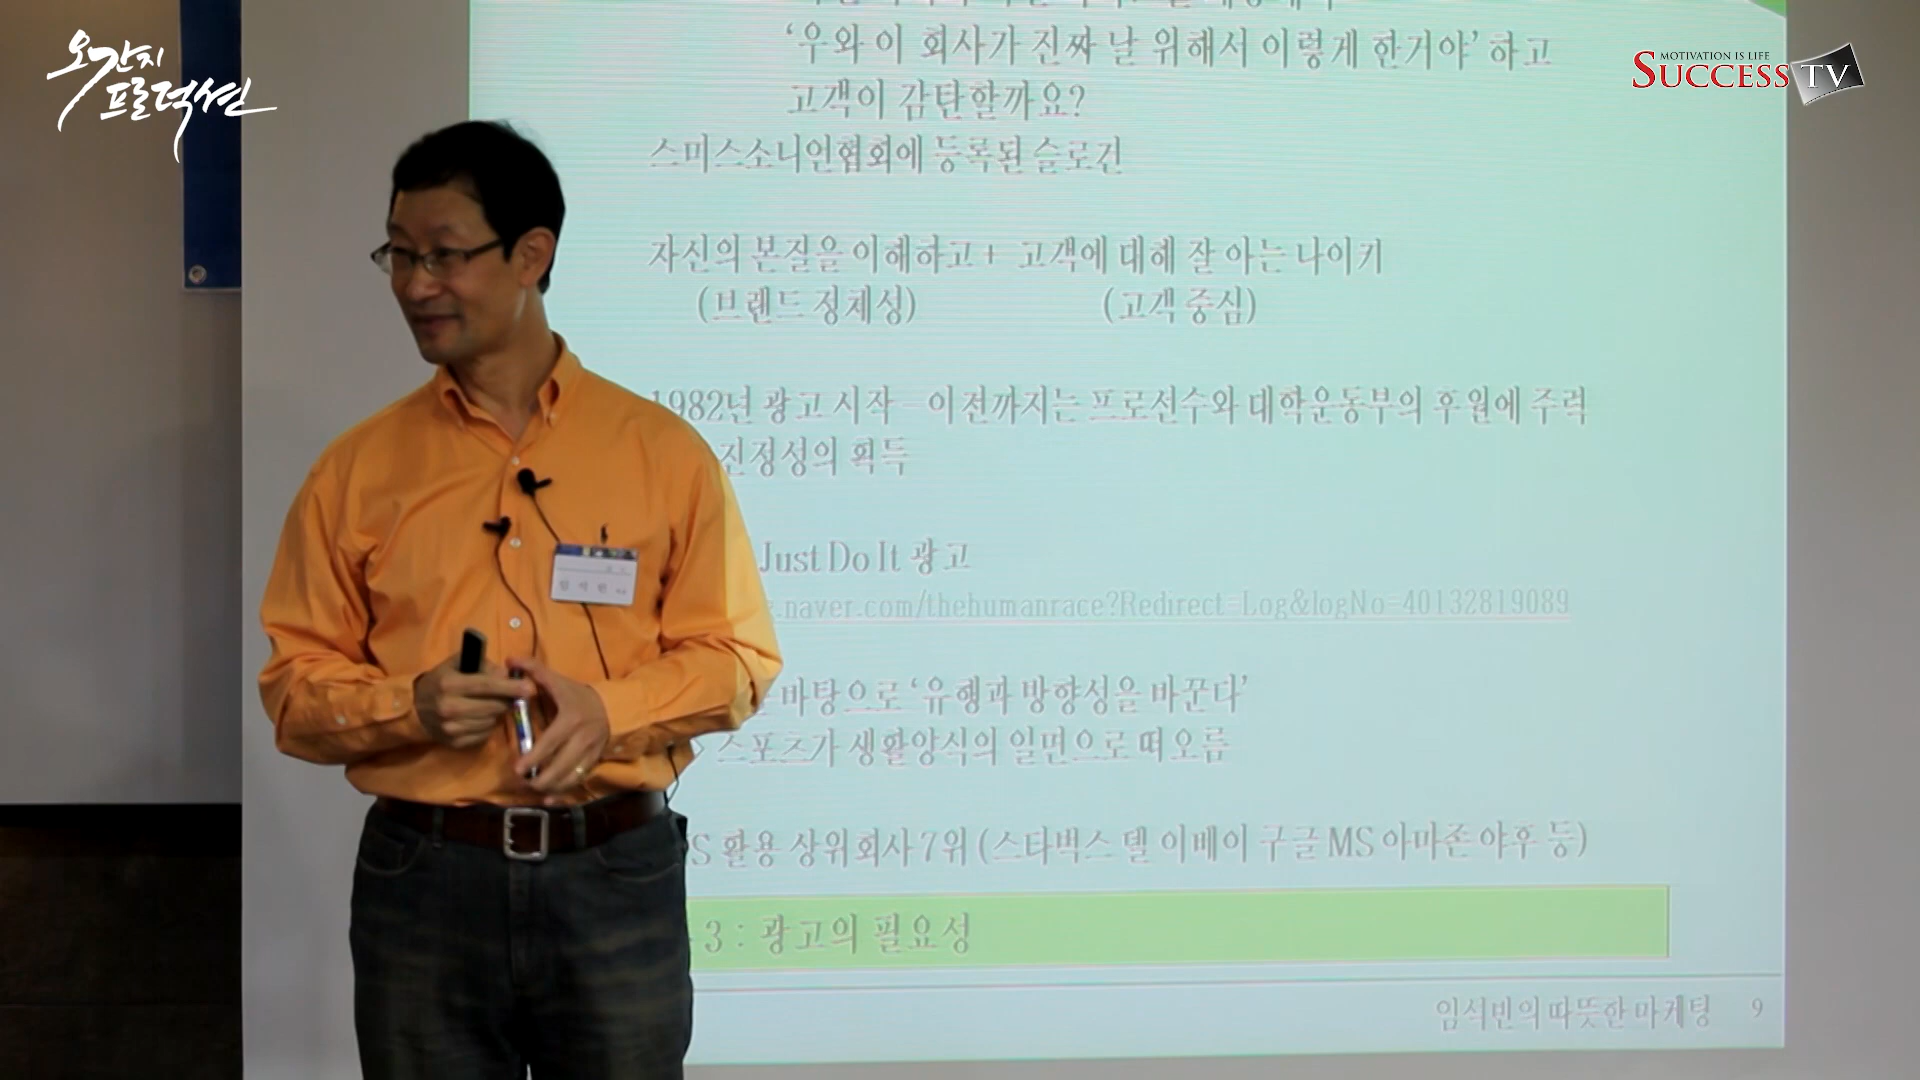 오간지
프로덕션
MOTIVATION IS LIFE
SUCCESS TV
'우와 이 회사가 진짜 날 위해서 이렇게 한거야' 하고
고객이 감탄할까요?
스미스소니언협회에 등록된 슬로건
자신의 본질을 이해하고 + 고객에 대해 잘 아는 나이키
(브랜드 정체성) (고객 중심)
1982년 광고 시작 – 이전까지는 프로선수와 대학운동부의 후원에 주력
진정성의 획득
Just Do It 광고
.naver.com/thehumanrace?Redirect=Log&logNo=40132819089
바탕으로 '유행과 방향성을 바꾼다'
> 스포츠가 생활양식의 일면으로 떠오름
S 활용 상위회사 7위 (스타벅스 델 이베이 구글 MS 아마존 야후 등)
3 : 광고의 필요성
임식빈의 따뜻한 마케팅 9